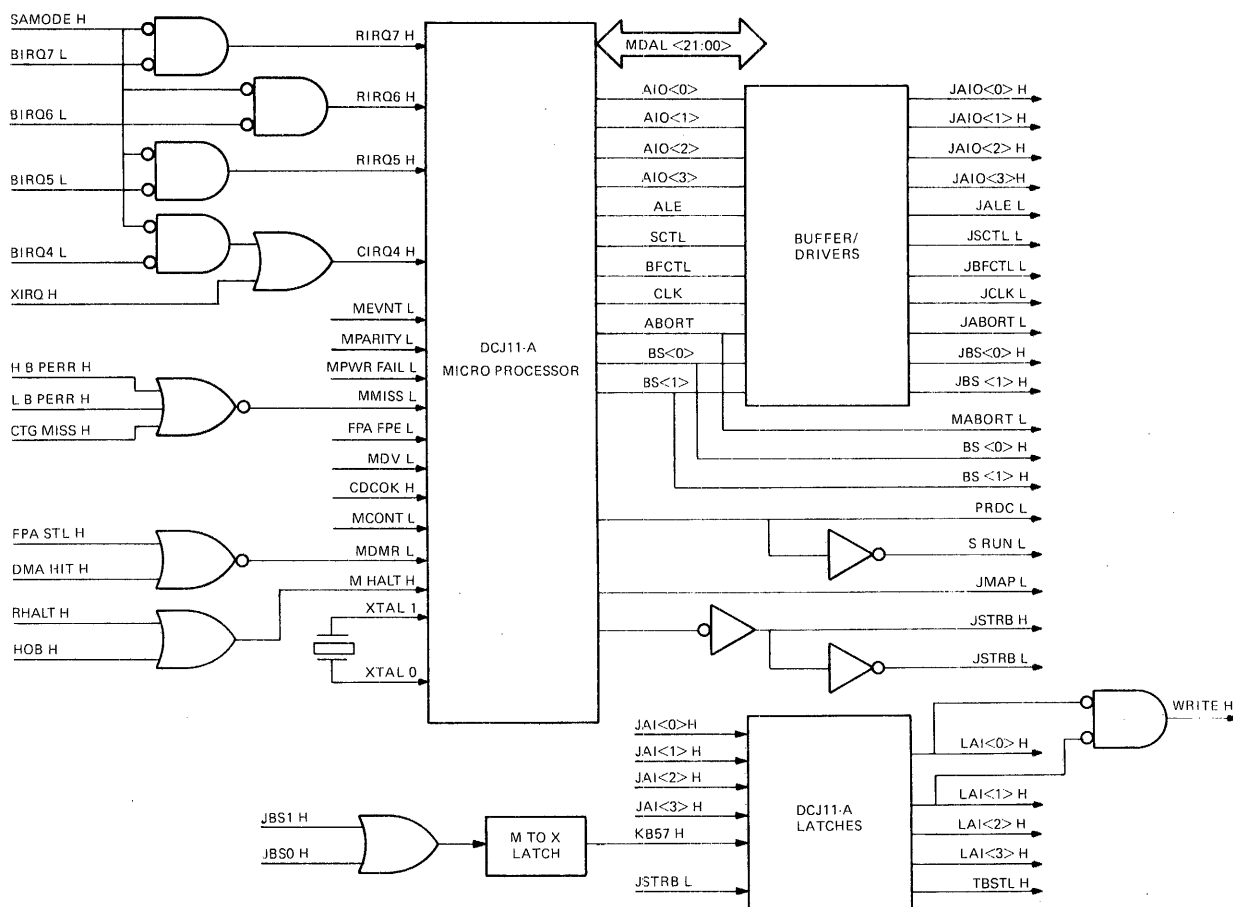 SAMODE H
BIRQ7 L
RIRQ7 H
BIRQ6 L
RIRQ6 H
BIRQ5 L
RIRQ5 H
BIRQ4 L
CIRQ4 H
XIRQ H
MEVNT L
MPARITY L
MPWR FAIL L
H B PERR H
L B PERR H
CTG MISS H
MMISS L
FPA FPE L
MDV L
CDCOK H
MCONT L
FPA STL H
DMA HIT H
MDMR L
RHALT H
HOB H
M HALT H
XTAL 1
XTAL 0
DCJ11-A
MICRO PROCESSOR
MDAL <21:00>
AIO<0>
AIO<1>
AIO<2>
AIO<3>
ALE
SCTL
BFCTL
CLK
ABORT
BS<0>
BS<1>
BUFFER/
DRIVERS
JAIO<0> H
JAIO<1> H
JAIO<2> H
JAIO<3>H
JALE L
JSCTL L
JBFCTL L
JCLK L
JABORT L
JBS<0> H
JBS <1> H
MABORT L
BS <0> H
BS <1> H
PRDC L
S RUN L
JMAP L
JSTRB H
JSTRB L
WRITE H
JAI<0>H
JAI<1> H
JAI<2> H
JAI<3> H
KB57 H
JSTRB L
JBS1 H
JBS0 H
M TO X
LATCH
DCJ11-A
LATCHES
LAI<0> H
LAI<1> H
LAI<2> H
LAI<3> H
TBSTL H